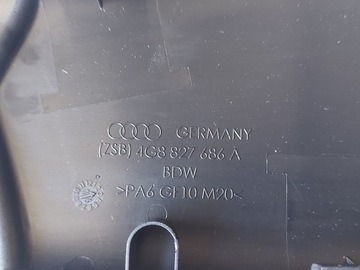 GERMANY
(ZSB) 4G8 827 686 A
BDW
>PA6 GF10 M20<